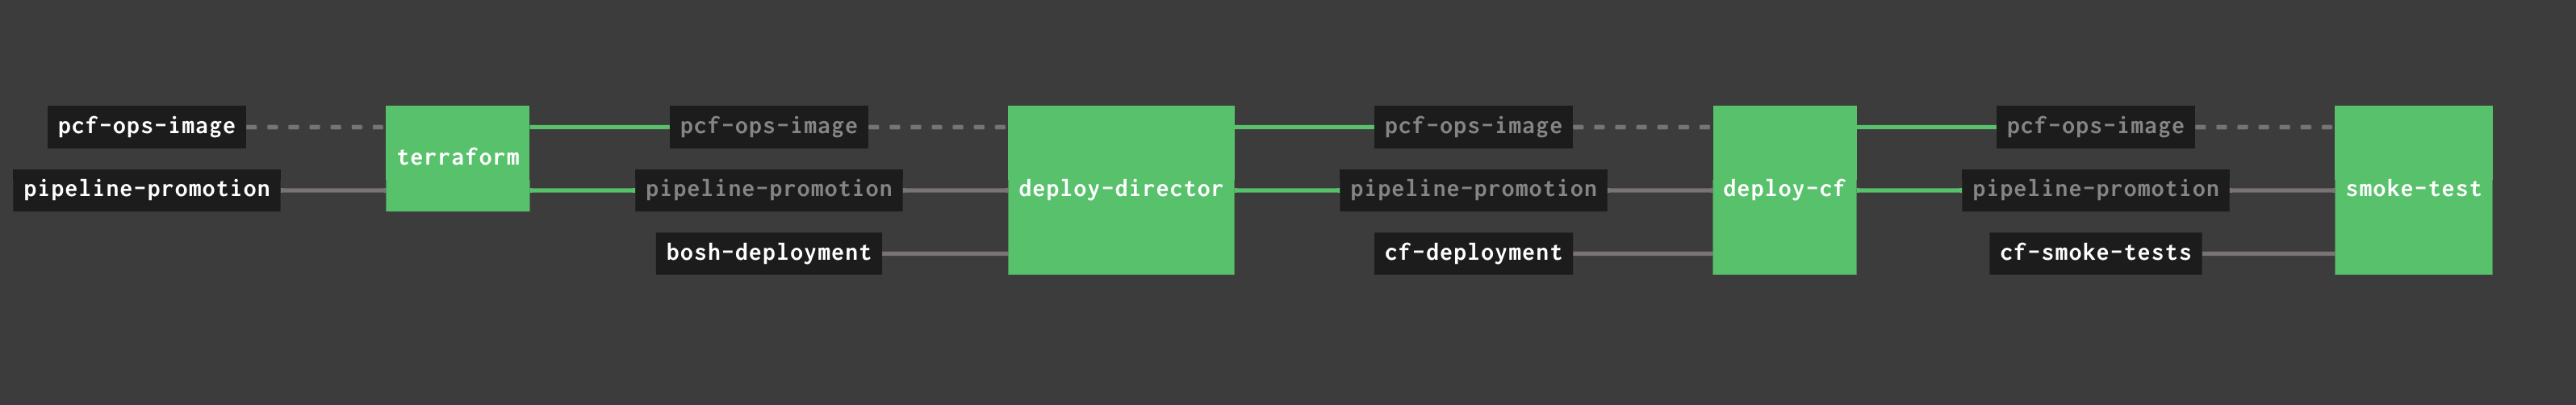 pcf-ops-image
pipeline-promotion
terraform
pcf-ops-image
pipeline-promotion
bosh-deployment
deploy-director
pcf-ops-image
pipeline-promotion
cf-deployment
deploy-cf
pcf-ops-image
pipeline-promotion
cf-smoke-tests
smoke-test